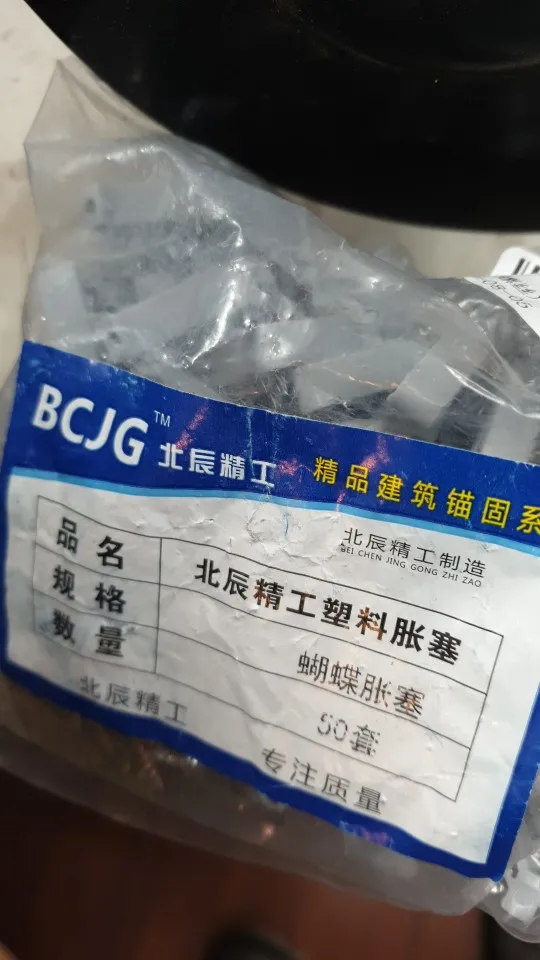 BCJG™ 北辰精工 精品建筑锚固系
北辰精工制造
BEI CHEN JING GONG ZHI ZAO
品名 北辰精工塑料胀塞
规格 蝴蝶胀塞
数量 50套
北辰精工 专注质量
08-05